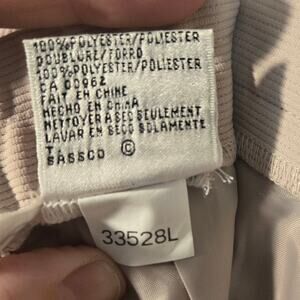 100%POLYESTER/POLIESTER
DOUBLURE/FORRO
100%POLYESTER/POLIESTER
CA 00962
FAIT EN CHINE
HECHO EN CHINA
NETTOYER A SEC SEULEMENT
LAVAR EN SECO SOLAMENTE
T
SASSCO ©
33528L